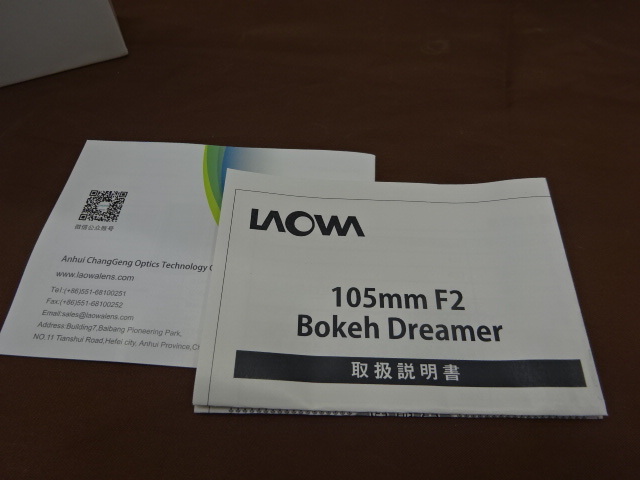 微信公众帐号
Anhui ChangGeng Optics Technology
www.laowalens.com
Tel:(+86)551-68100251
Fax:(+86)551-68100252
Email:sales@laowalens.com
Address:Building7,Baibang Pioneering Park,
NO.11 Tianshui Road,Hefei city, Anhui Province,
LAOWA
105mm F2
Bokeh Dreamer
取扱説明書